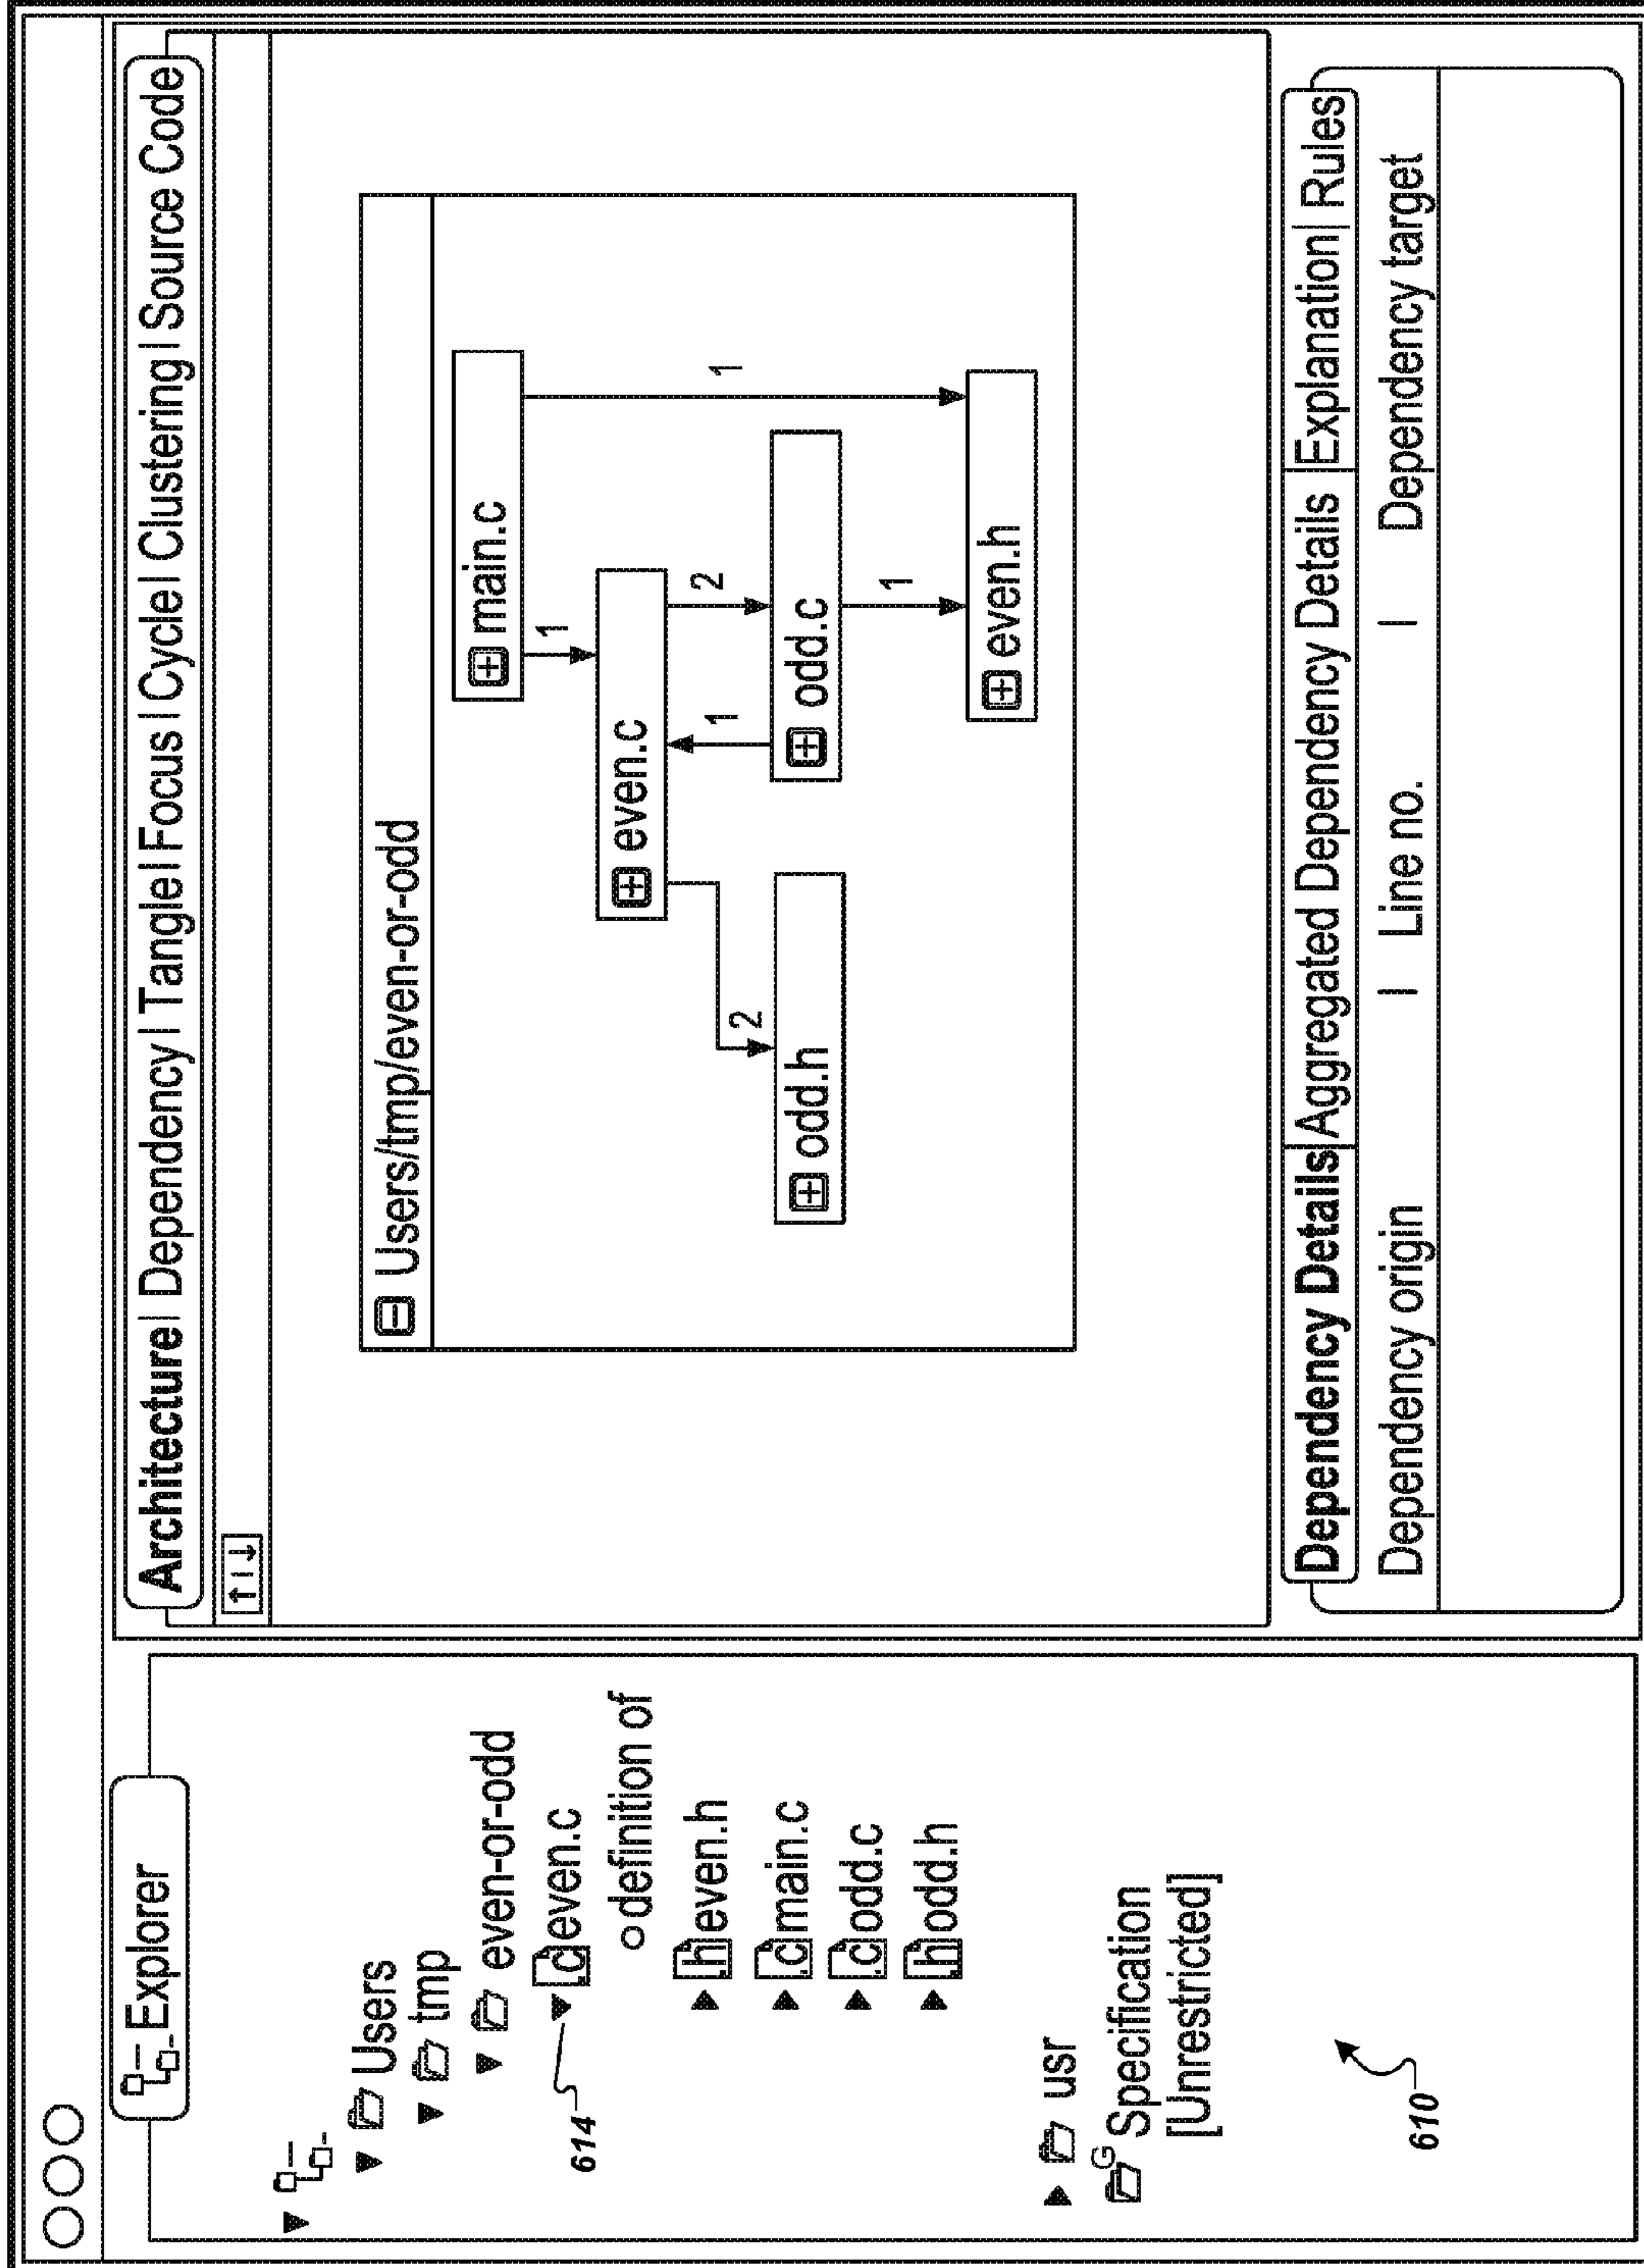 Explorer
Users
tmp
even-or-odd
.c even.c
definition of
.h even.h
.c main.c
.c odd.c
.h odd.h
usr
G
Specification
[Unrestricted]
614
610
Architecture | Dependency | Tangle | Focus | Cycle | Clustering | Source Code
Users/tmp/even-or-odd
main.c
1
1
even.c
2
1
2
odd.h
odd.c
1
even.h
Dependency Details | Aggregated Dependency Details | Explanation | Rules
Dependency origin | Line no. | Dependency target